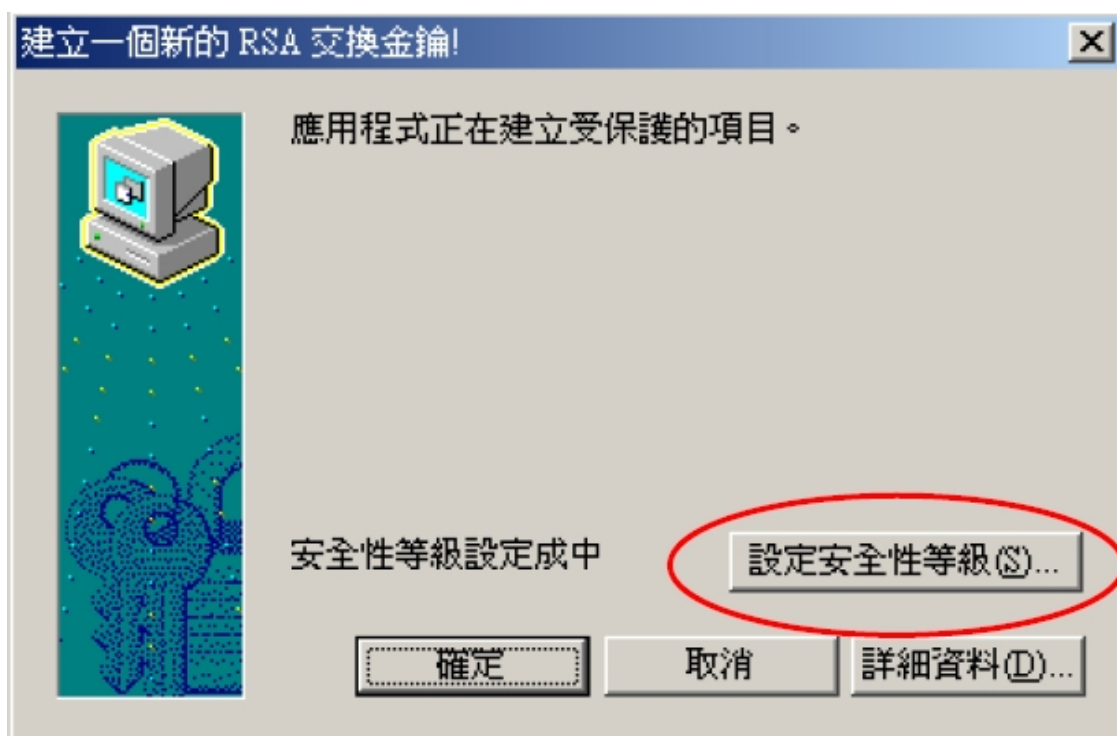 建立一個新的 RSA 交換金鑰!
應用程式正在建立受保護的項目。
安全性等級設定成中
設定安全性等級(S)...
確定
取消
詳細資料(D)...